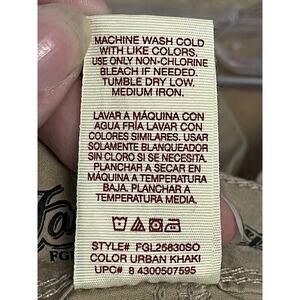 MACHINE WASH COLD
WITH LIKE COLORS.
USE ONLY NON-CHLORINE
BLEACH IF NEEDED.
TUMBLE DRY LOW.
MEDIUM IRON.
LAVAR A MÁQUINA CON
AGUA FRÍA LAVAR CON
COLORES SIMILARES. USAR
SOLAMENTE BLANQUEADOR
SIN CLORO SI SE NECESITA.
PLANCHAR A SECAR EN
MÁQUINA A TEMPERATURA
BAJA. PLANCHAR A
TEMPERATURA MEDIA.
STYLE# FGL25630SO
COLOR URBAN KHAKI
UPC# 8 4300507595